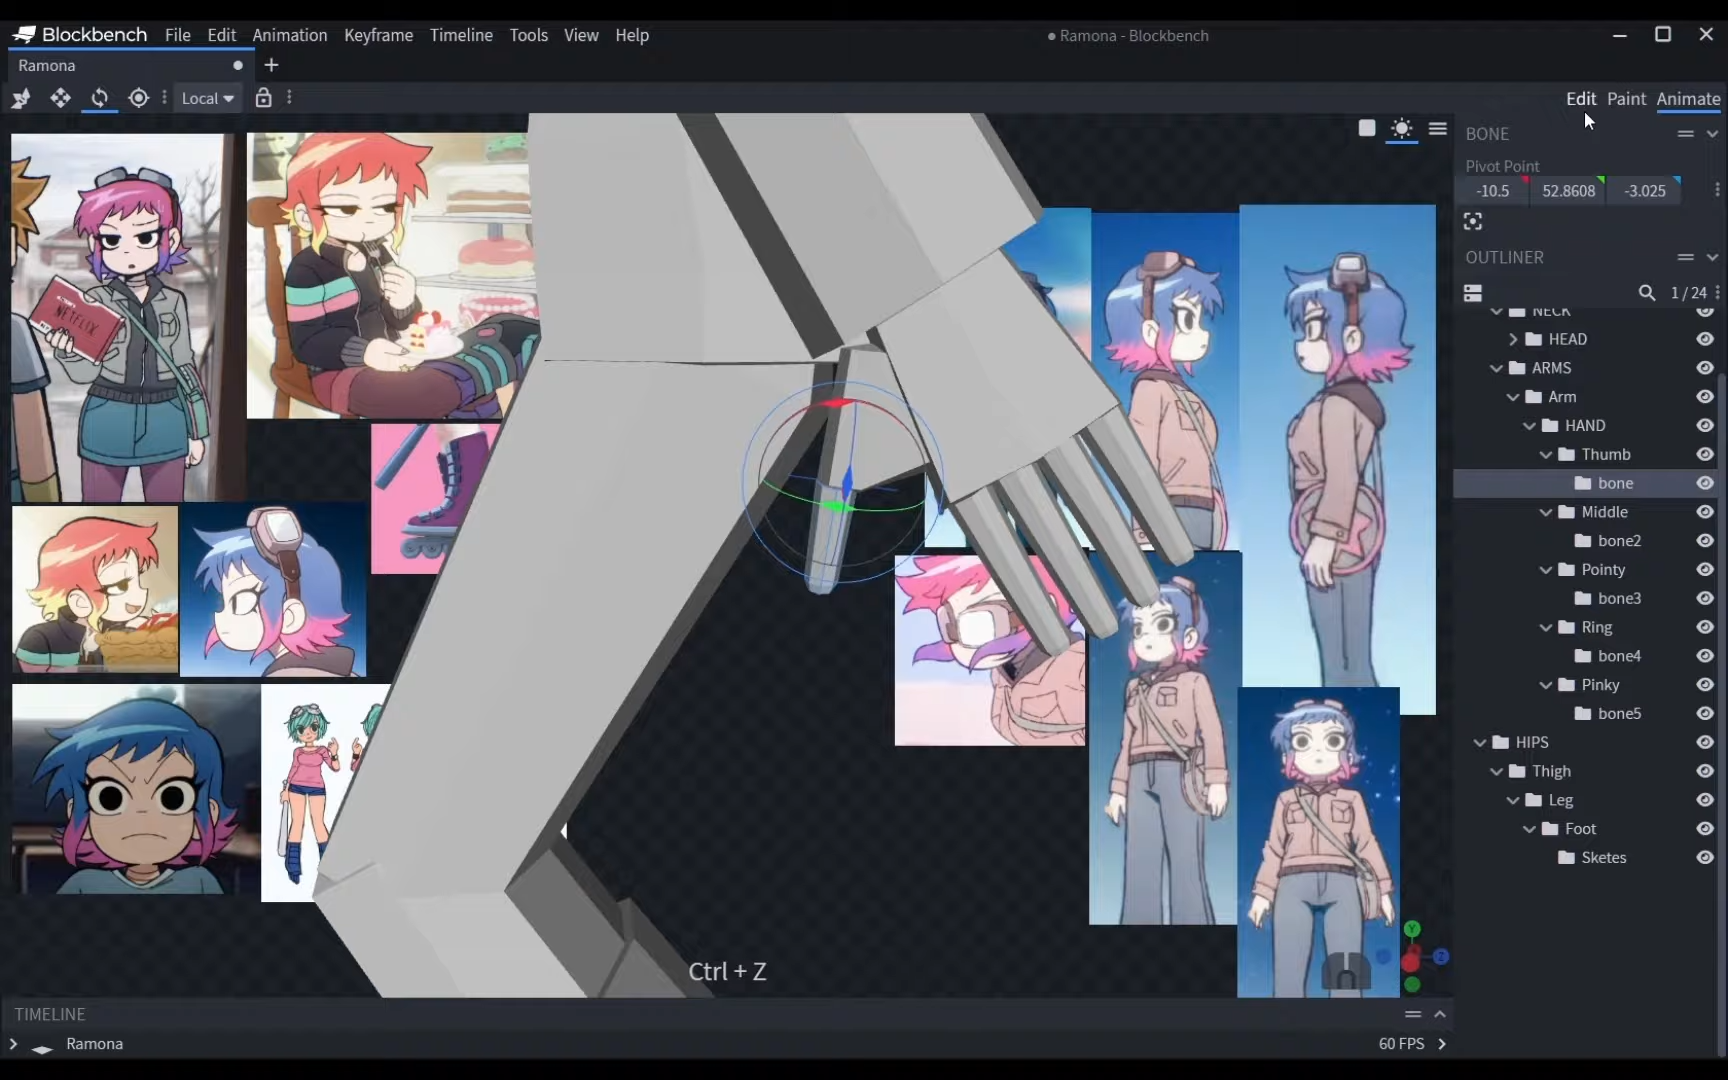 Blockbench File Edit Animation Keyframe Timeline Tools View Help
● Ramona - Blockbench
Ramona
Local
Edit Paint Animate
BONE
Pivot Point
-10.5 52.8608 -3.025
OUTLINER
1 / 24
NECK
HEAD
ARMS
Arm
HAND
Thumb
bone
Middle
bone2
Pointy
bone3
Ring
bone4
Pinky
bone5
HIPS
Thigh
Leg
Foot
Sketes
NETFLIX
Y
Z
Ctrl + Z
TIMELINE
Ramona
60 FPS